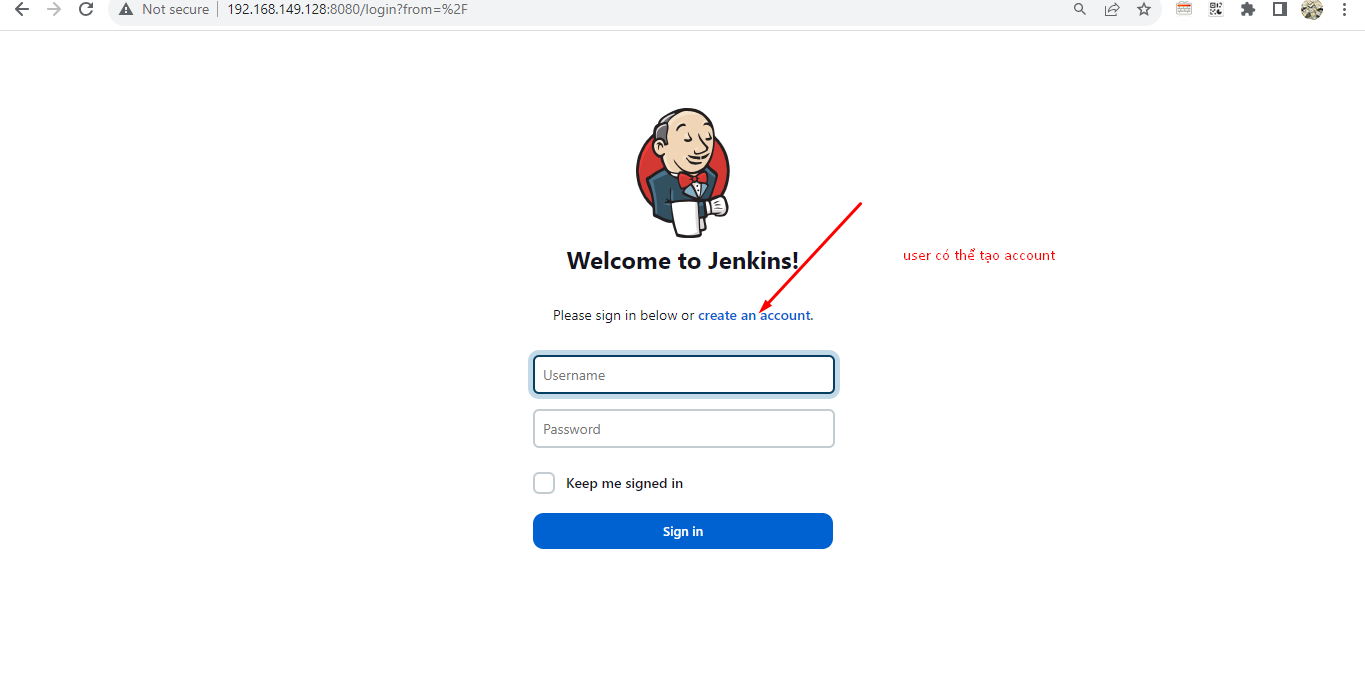 Not secure
192.168.149.128:8080/login?from=%2F
Welcome to Jenkins!
user có thể tạo account
Please sign in below or create an account.
Username
Password
Keep me signed in
Sign in